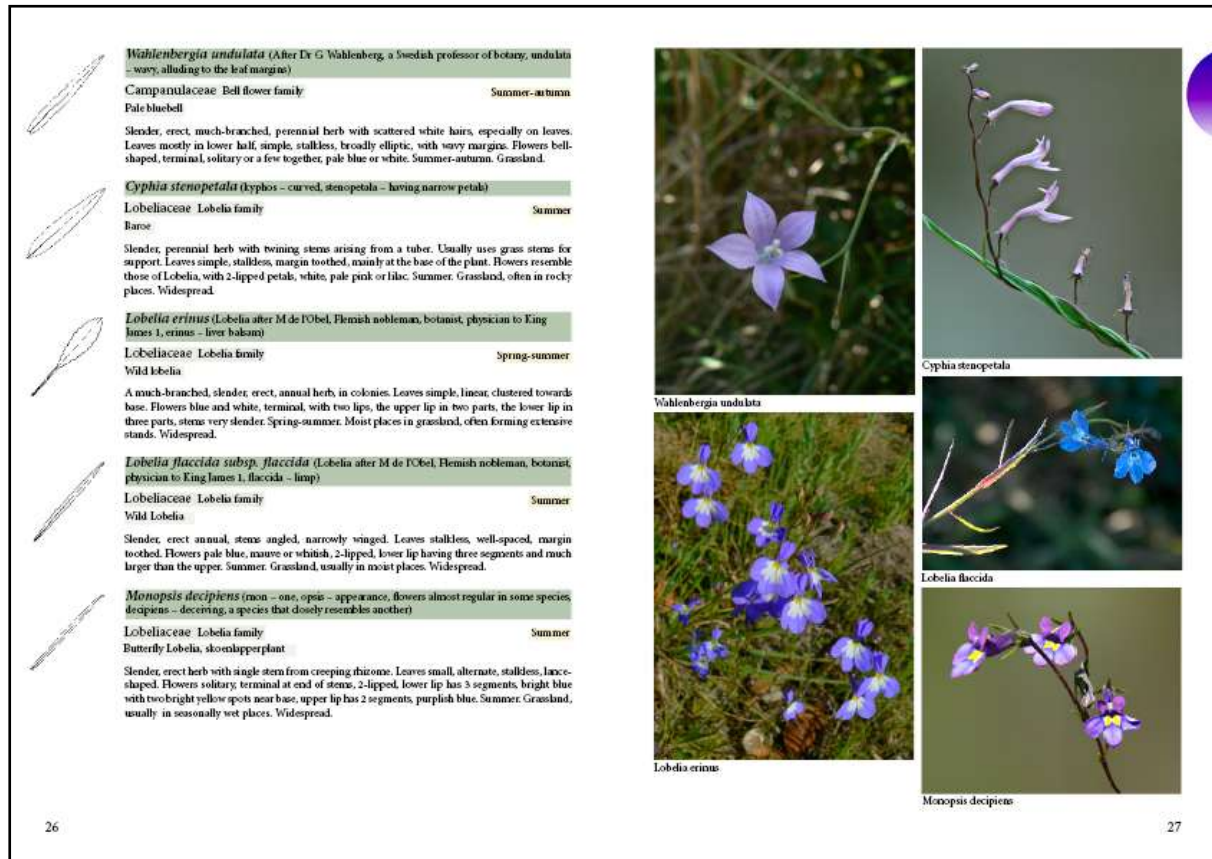 Wahlenbergia undulata (After Dr G Wahlenberg, a Swedish professor of botany, undulata
– wavy, alluding to the leaf margins)
Campanulaceae Bell flower family Summer-autumn
Pale bluebell
Slender, erect, much-branched, perennial herb with scattered white hairs, especially on leaves.
Leaves mostly in lower half, simple, stalkless, broadly elliptic, with wavy margins. Flowers bell-
shaped, terminal, solitary or a few together, pale blue or white. Summer-autumn. Grassland.
Cyphia stenopetala (kyphos – curved, stenopetala – having narrow petals)
Lobeliaceae Lobelia family Summer
Baroe
Slender, perennial herb with twining stems arising from a tuber. Usually uses grass stems for
support. Leaves simple, stalkless, margin toothed, mainly at the base of the plant. Flowers resemble
those of Lobelia, with 2-lipped petals, white, pale pink or lilac. Summer. Grassland, often in rocky
places. Widespread.
Lobelia erinus (Lobelia after M de l'Obel, Flemish nobleman, botanist, physician to King
James 1, erinus – liver balsam)
Lobeliaceae Lobelia family Spring-summer
Wild lobelia
A much-branched, slender, erect, annual herb, in colonies. Leaves simple, linear, clustered towards
base. Flowers blue and white, terminal, with two lips, the upper lip in two parts, the lower lip in
three parts, stems very slender. Spring-summer. Moist places in grassland, often forming extensive
stands. Widespread.
Lobelia flaccida subsp. flaccida (Lobelia after M de l'Obel, Flemish nobleman, botanist,
physician to King James 1, flaccida – limp)
Lobeliaceae Lobelia family Summer
Wild Lobelia
Slender, erect annual, stems angled, narrowly winged. Leaves stalkless, well-spaced, margin
toothed. Flowers pale blue, mauve or whitish, 2-lipped, lower lip having three segments and much
larger than the upper. Summer. Grassland, usually in moist places. Widespread.
Monopsis decipiens (mon – one, opsis – appearance, flowers almost regular in some species,
decipiens – deceiving, a species that closely resembles another)
Lobeliaceae Lobelia family Summer
Butterfly Lobelia, skoenlapperplant
Slender, erect herb with single stem from creeping rhizome. Leaves small, alternate, stalkless, lance-
shaped. Flowers solitary, terminal at end of stems, 2-lipped, lower lip has 3 segments, bright blue
with two bright yellow spots near base, upper lip has 2 segments, purplish blue. Summer. Grassland,
usually in seasonally wet places. Widespread.
26
Wahlenbergia undulata
Lobelia erinus
Cyphia stenopetala
Lobelia flaccida
Monopsis decipiens
27